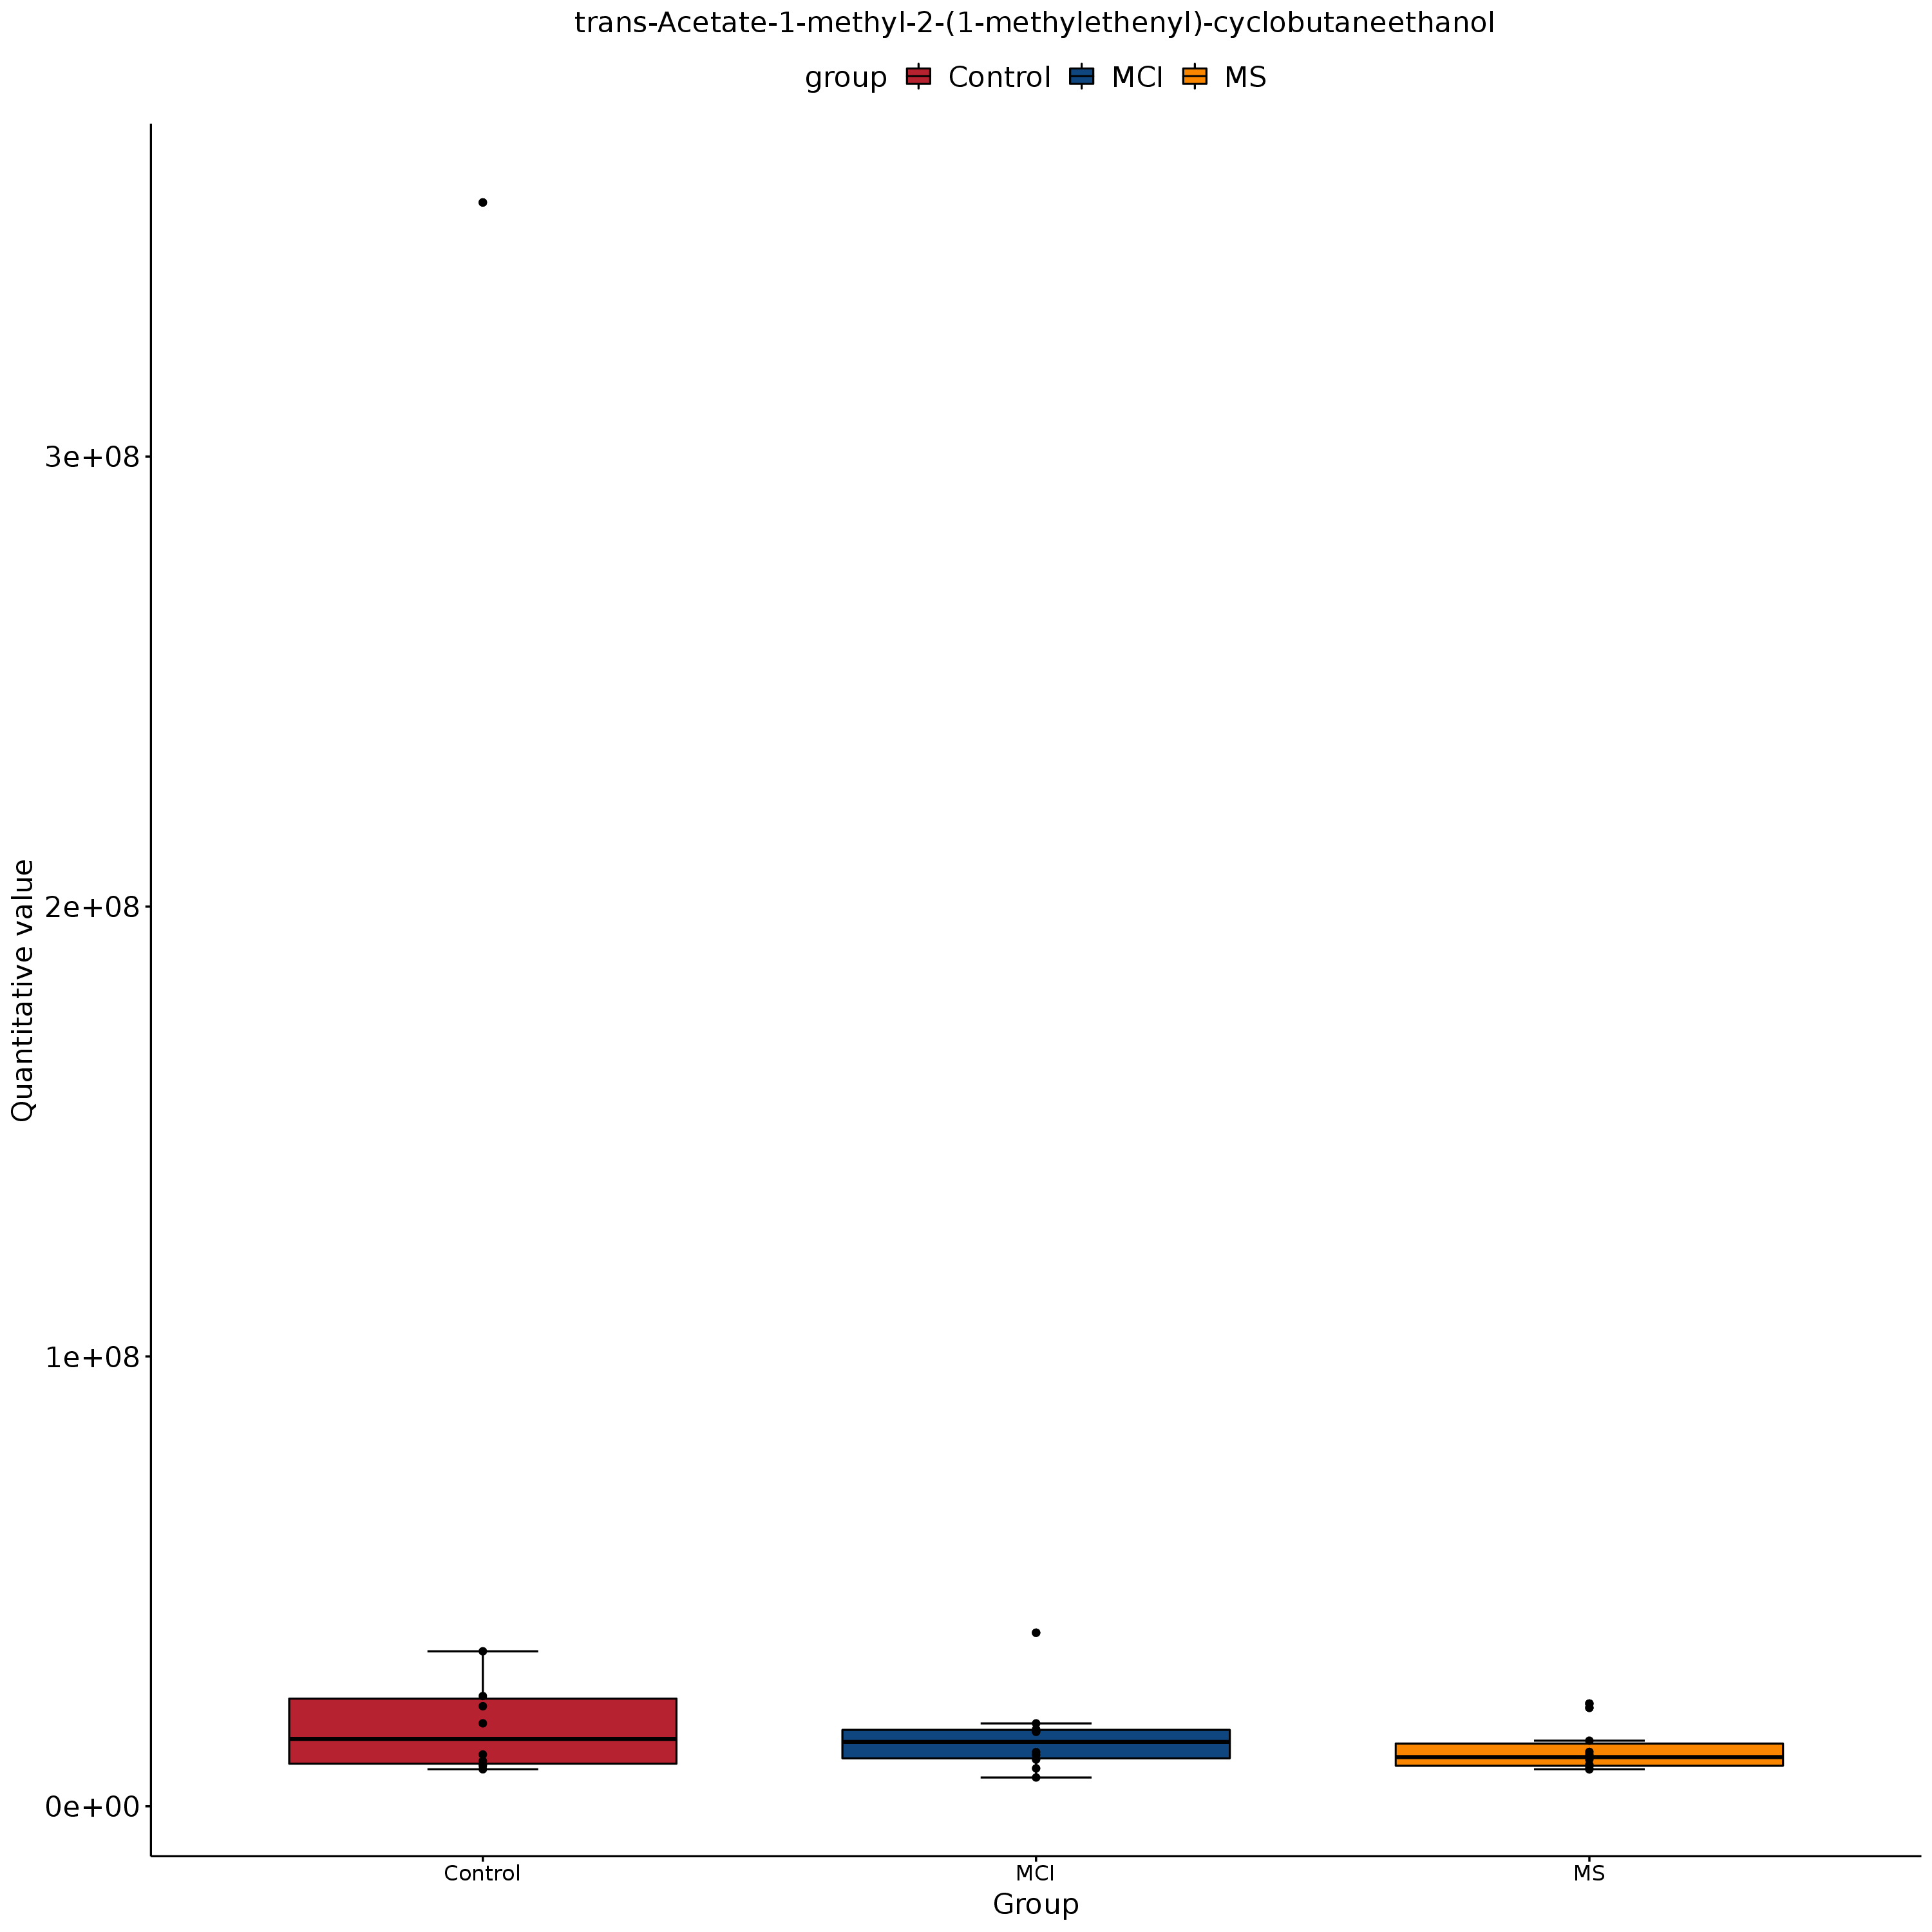 trans-Acetate-1-methyl-2-(1-methylethenyl)-cyclobutaneethanol
group Control MCI MS
Quantitative value
3e+08
2e+08
1e+08
0e+00
Control MCI MS
Group